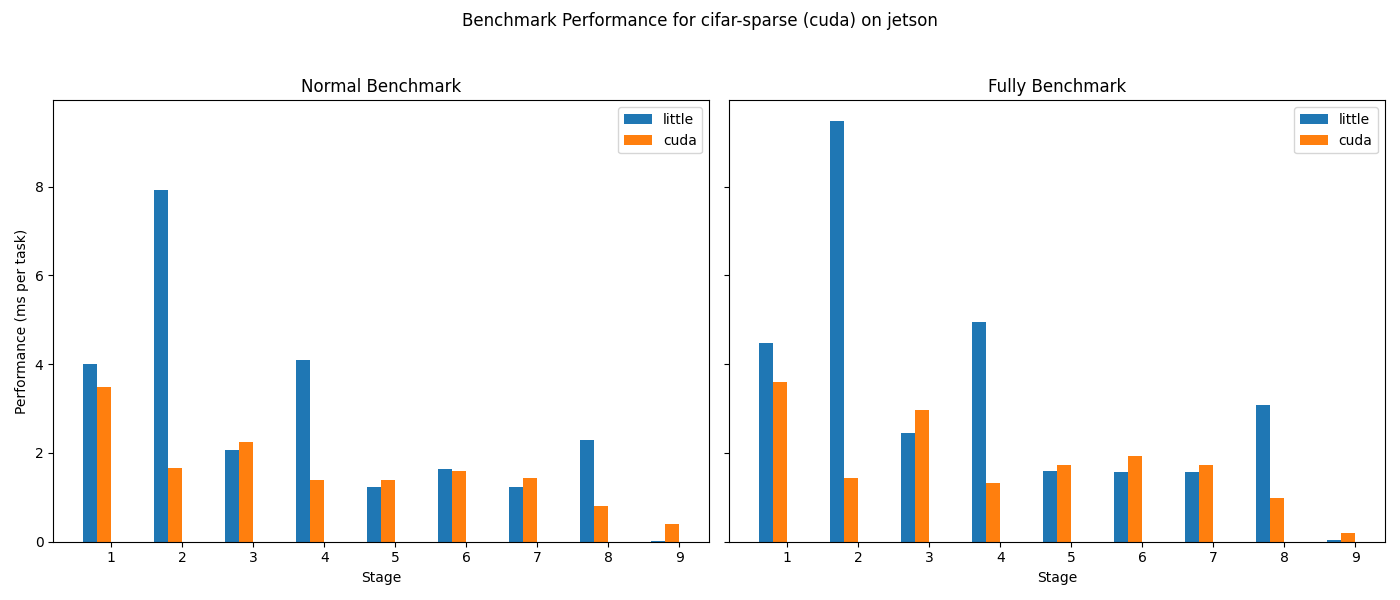 Benchmark Performance for cifar-sparse (cuda) on jetson
Normal Benchmark
little
cuda
Performance (ms per task)
8
6
4
2
0
1 2 3 4 5 6 7 8 9
Stage
Fully Benchmark
little
cuda
1 2 3 4 5 6 7 8 9
Stage